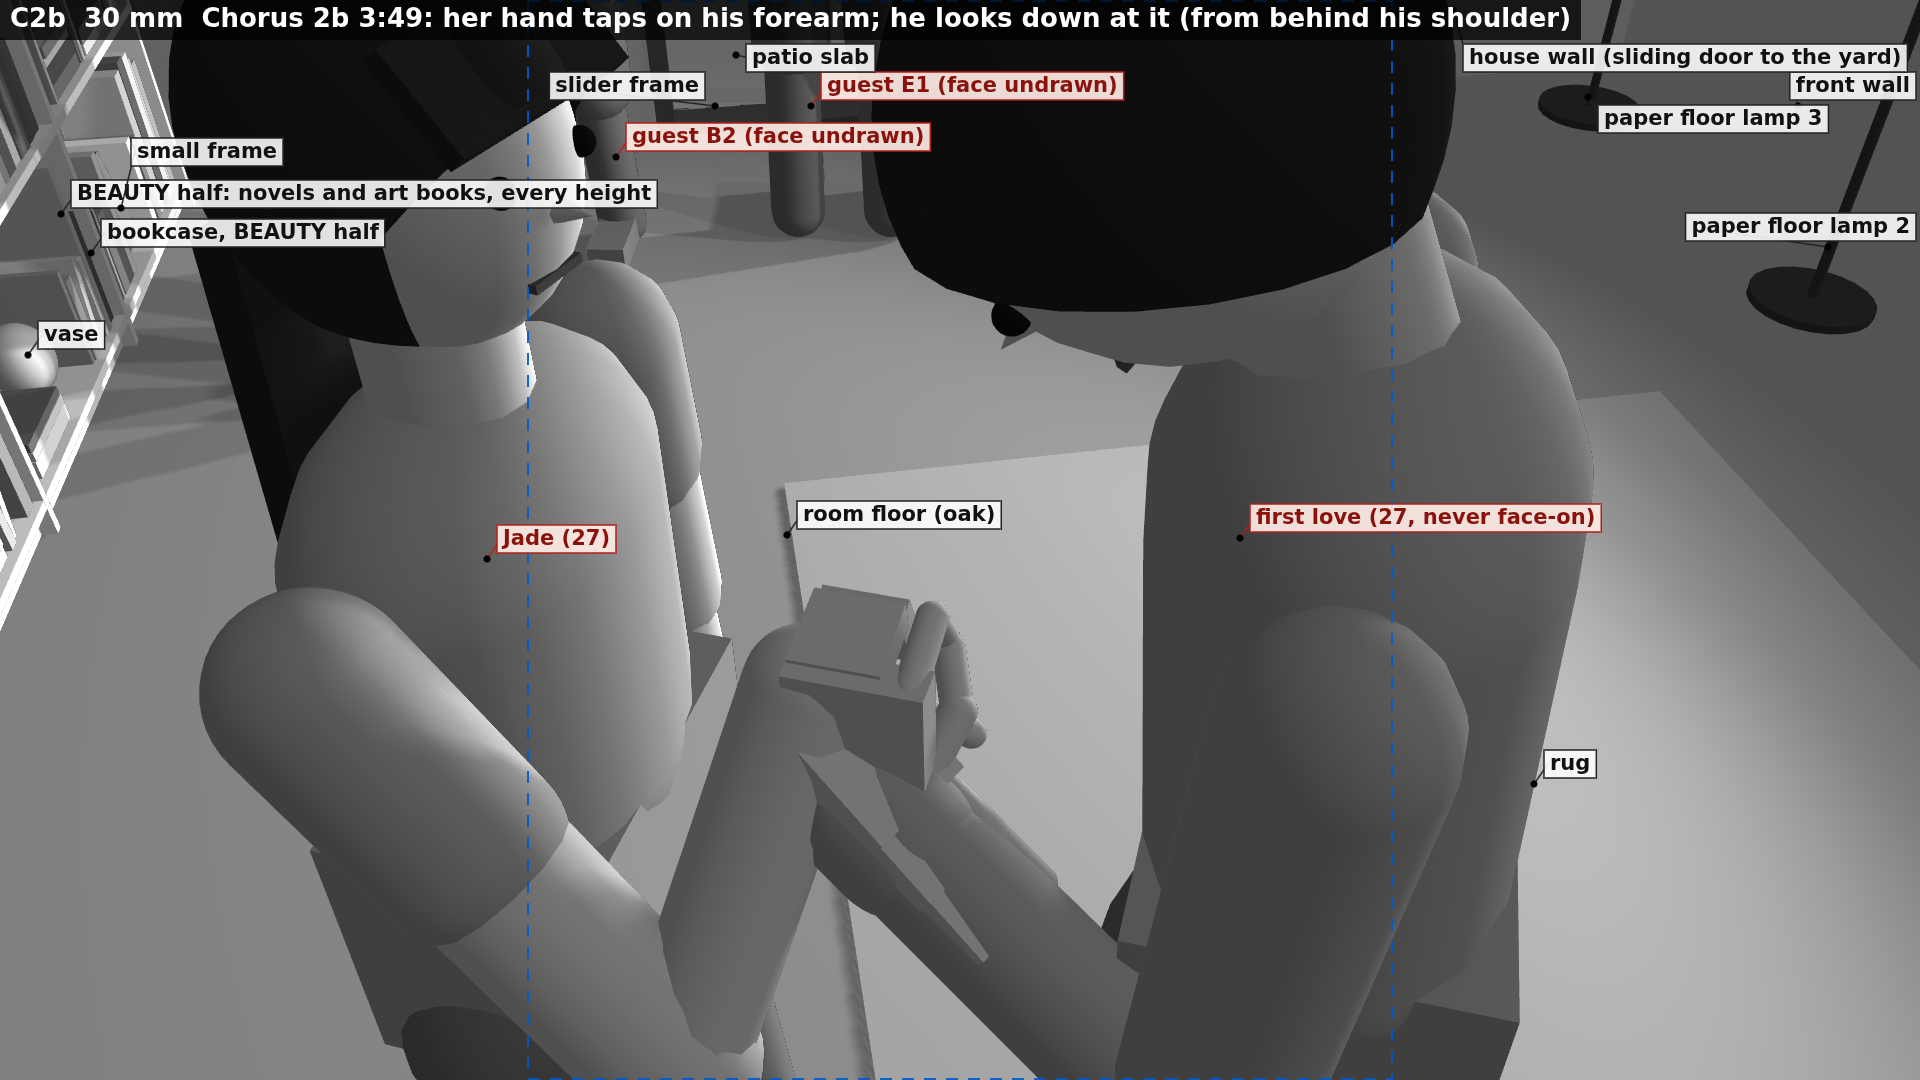 C2b 30 mm Chorus 2b 3:49: her hand taps on his forearm; he looks down at it (from behind his shoulder)
patio slab
house wall (sliding door to the yard)
slider frame
guest E1 (face undrawn)
front wall
paper floor lamp 3
guest B2 (face undrawn)
small frame
BEAUTY half: novels and art books, every height
bookcase, BEAUTY half
paper floor lamp 2
vase
room floor (oak)
first love (27, never face-on)
Jade (27)
rug